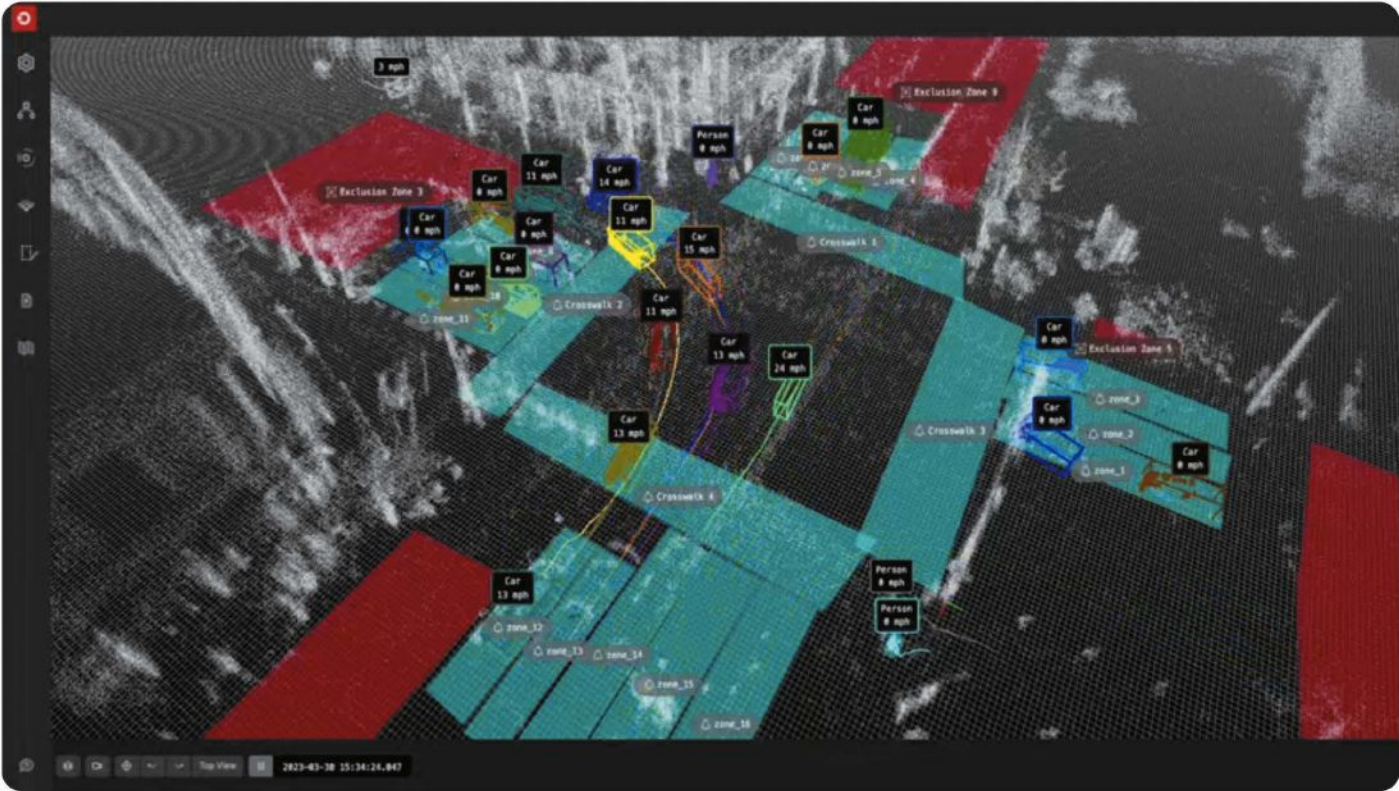 3 mph
Exclusion Zone 9
Car
0 mph
Car
0 mph
Person
0 mph
zone_3
Car
11 mph
Car
14 mph
Car
0 mph
Exclusion Zone 3
Car
0 mph
Car
0 mph
Car
11 mph
Car
15 mph
Crosswalk
Car
0 mph
Car
0 mph
Crosswalk 2
zone_11
Car
11 mph
Car
13 mph
Car
24 mph
Car
0 mph
Exclusion Zone 5
zone_3
Car
0 mph
Crosswalk 3
zone_2
zone_1
Car
0 mph
Car
13 mph
Crosswalk 4
Car
13 mph
Person
0 mph
Person
0 mph
zone_12
zone_13
zone_14
zone_15
zone_16
Top View
2023-03-30 15:34:24.047